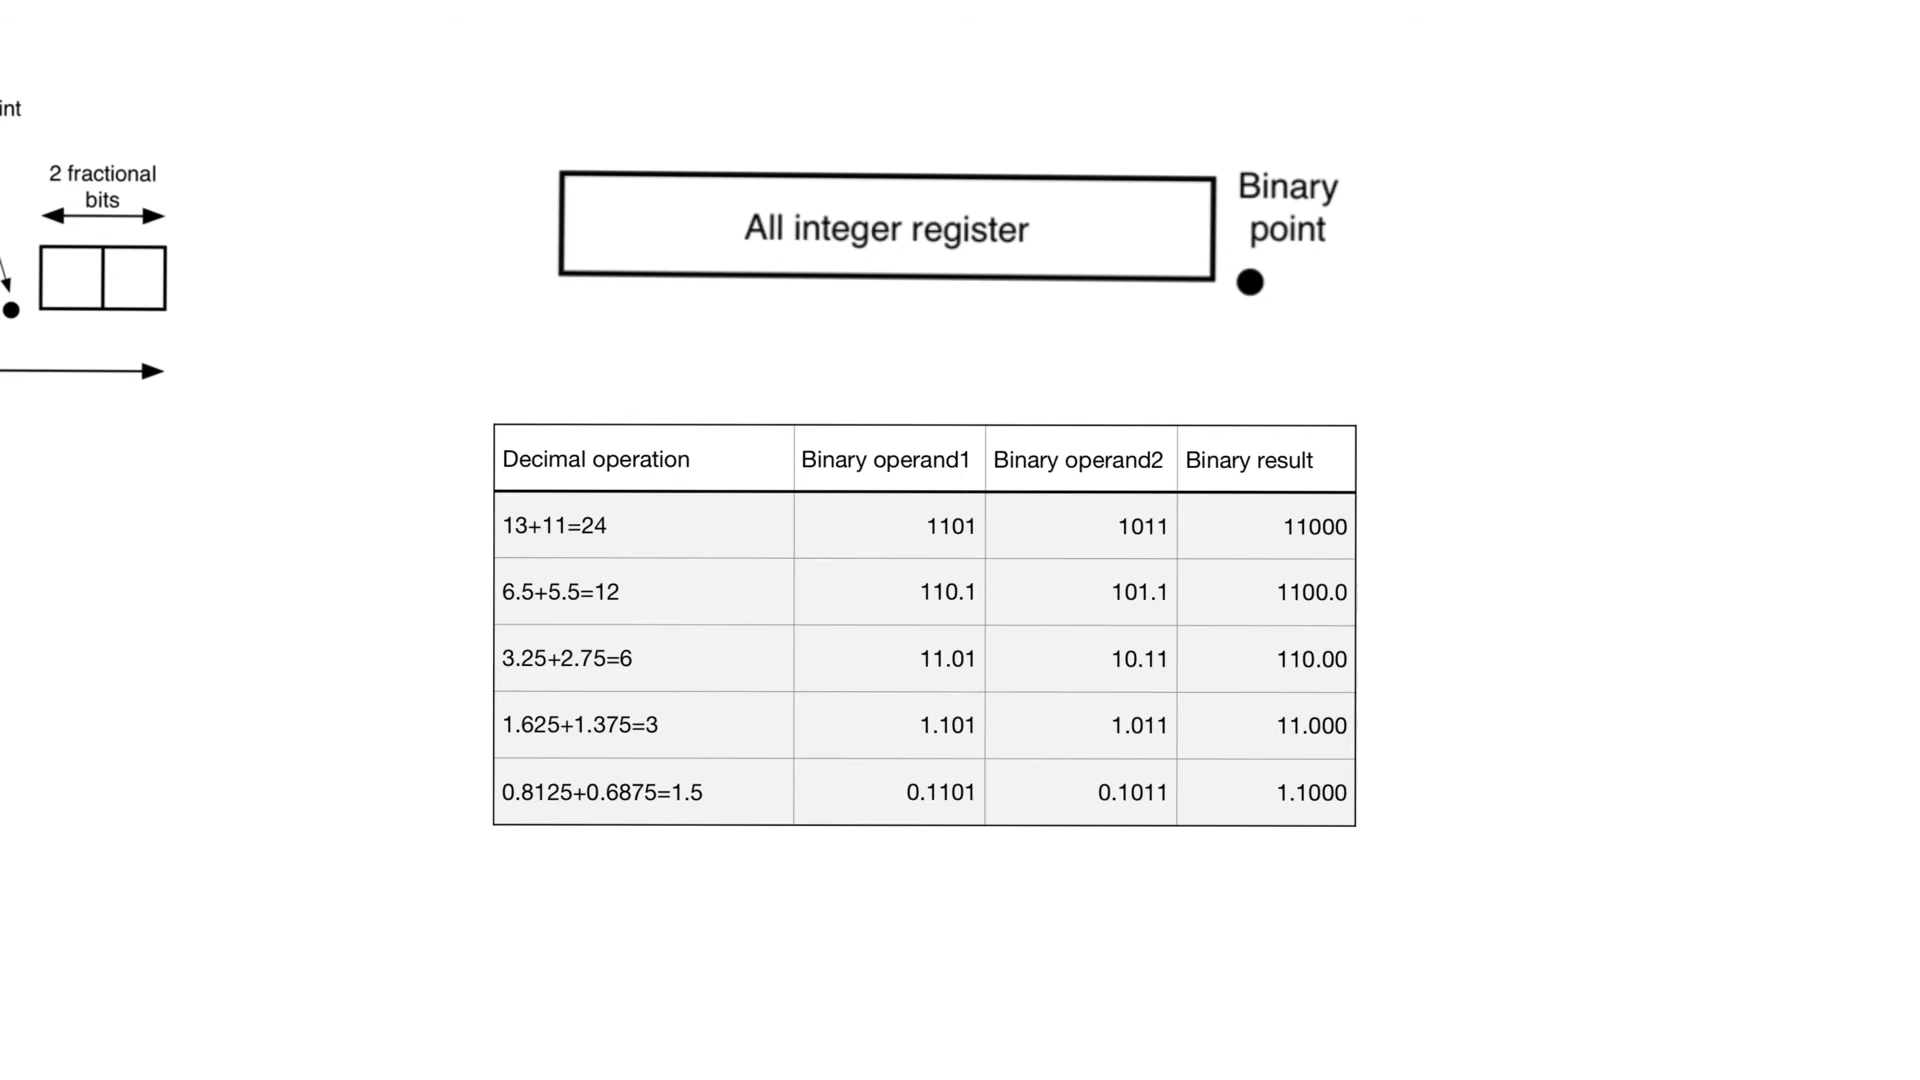 int
2 fractional
bits
All integer register
Binary
point
Decimal operation Binary operand1 Binary operand2 Binary result
13+11=24 1101 1011 11000
6.5+5.5=12 110.1 101.1 1100.0
3.25+2.75=6 11.01 10.11 110.00
1.625+1.375=3 1.101 1.011 11.000
0.8125+0.6875=1.5 0.1101 0.1011 1.1000